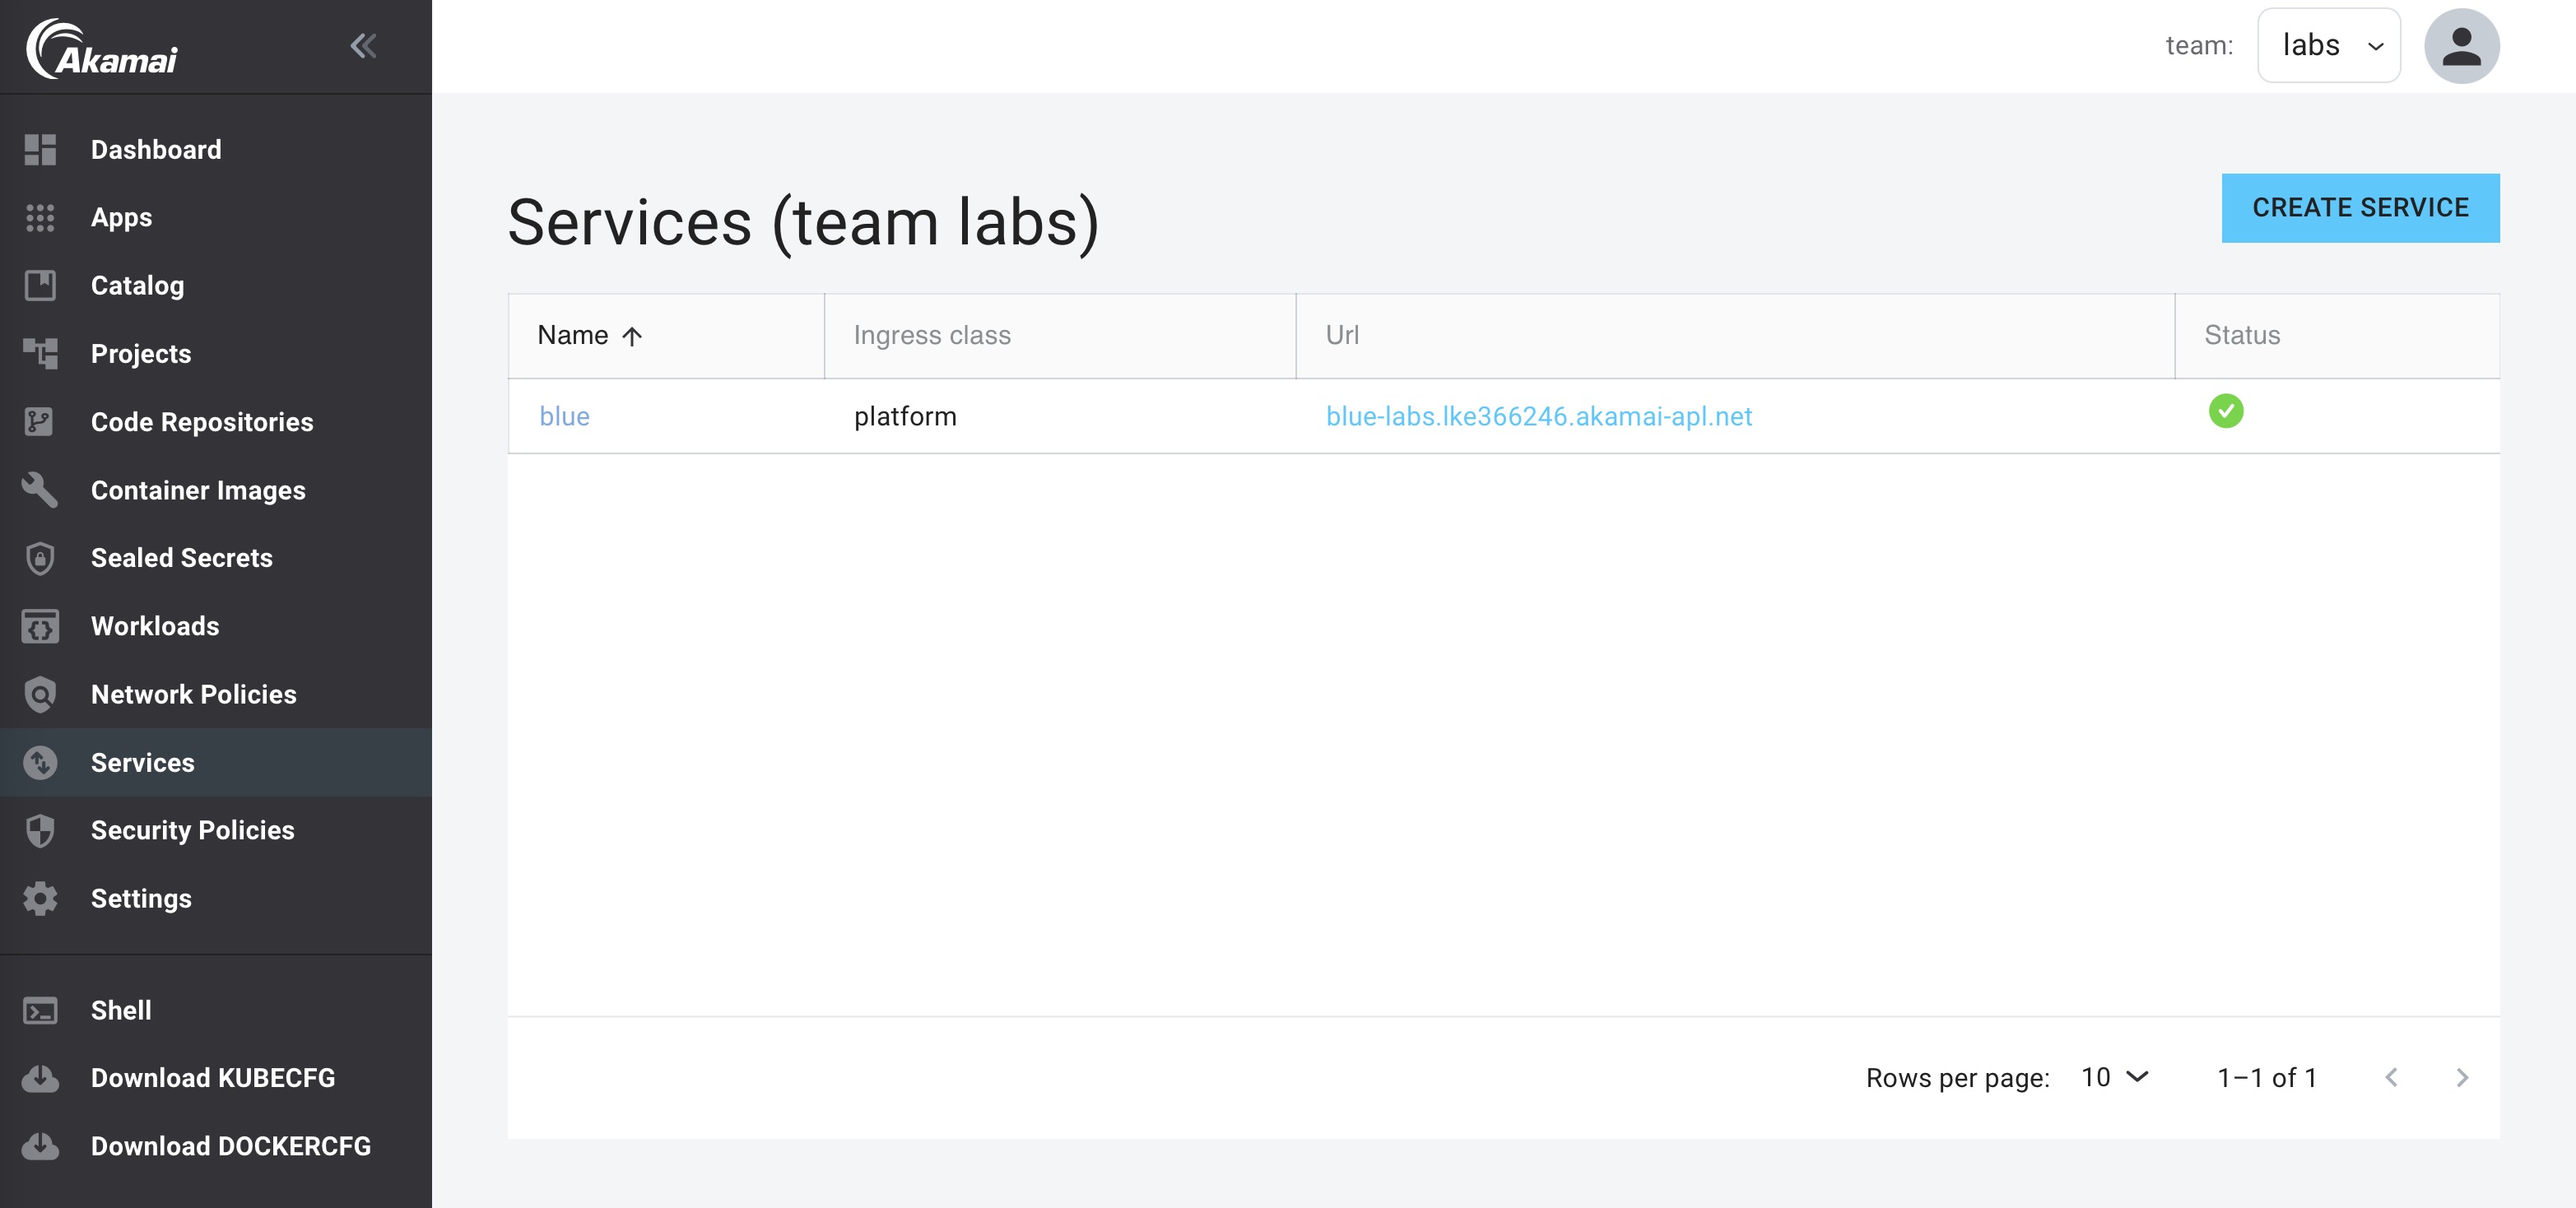 Akamai
team: labs
Dashboard
Apps
Catalog
Projects
Code Repositories
Container Images
Sealed Secrets
Workloads
Network Policies
Services
Security Policies
Settings
Shell
Download KUBECFG
Download DOCKERCFG
Services (team labs)
CREATE SERVICE
Name Ingress class Url Status
blue platform blue-labs.lke366246.akamai-apl.net
Rows per page: 10 1–1 of 1